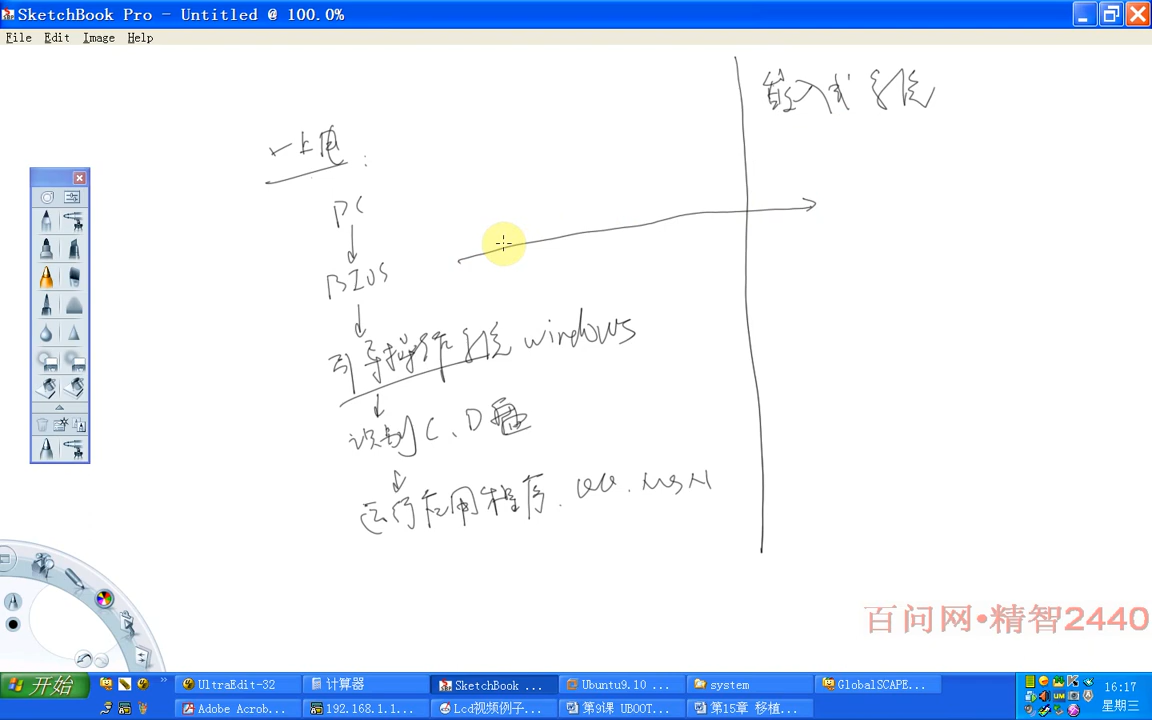 SketchBook Pro - Untitled @ 100.0%
File Edit Image Help
嵌入式系统
一上电:
PC
BIOS
引导操作系统 windows
识别C、D盘
运行应用程序. QQ. MSN
百问网•精智2440
开始
UltraEdit-32
计算器
SketchBook ...
Ubuntu9.10 ...
system
GlobalSCAPE...
16:17
Adobe Acrob...
192.168.1.1...
Lcd视频例子...
第9课 UBOOT...
第15章 移植...
星期三